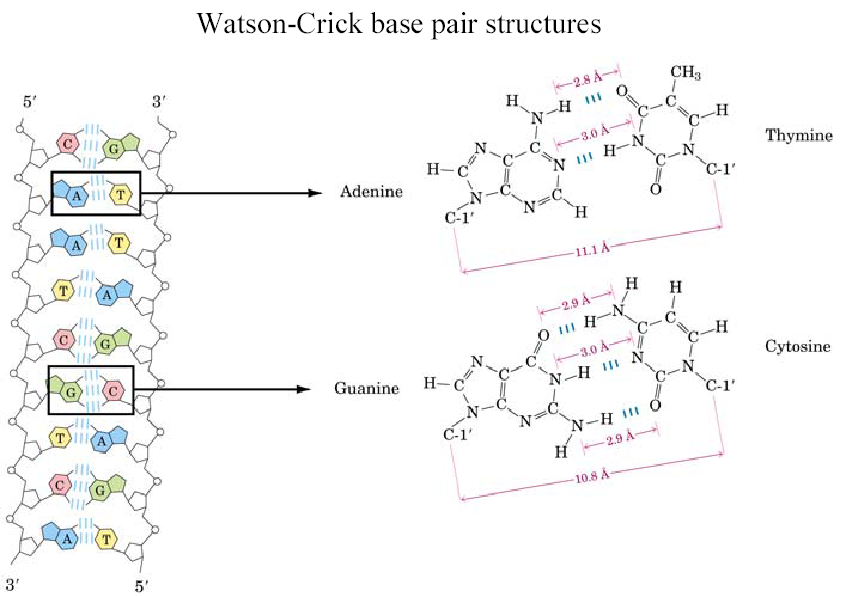 Watson-Crick base pair structures
5′ 3′
C G
A T
A T
T A
C G
G C
T A
C G
A T
3′ 5′
Adenine
Thymine
2.8 Å
CH₃
H
N—H
O
C
C
C—H
3.0 Å
N
C
C
N
H—N
C
N
C-1′
H—C
N
C
N
C
H
O
C-1′
11.1 Å
Guanine
Cytosine
2.9 Å
H
H
O
H—N
C
C
C—H
3.0 Å
N
C
C
N—H
N
C
N
C-1′
H—C
N
C
N
C
N—H
O
C-1′
H
2.9 Å
10.8 Å